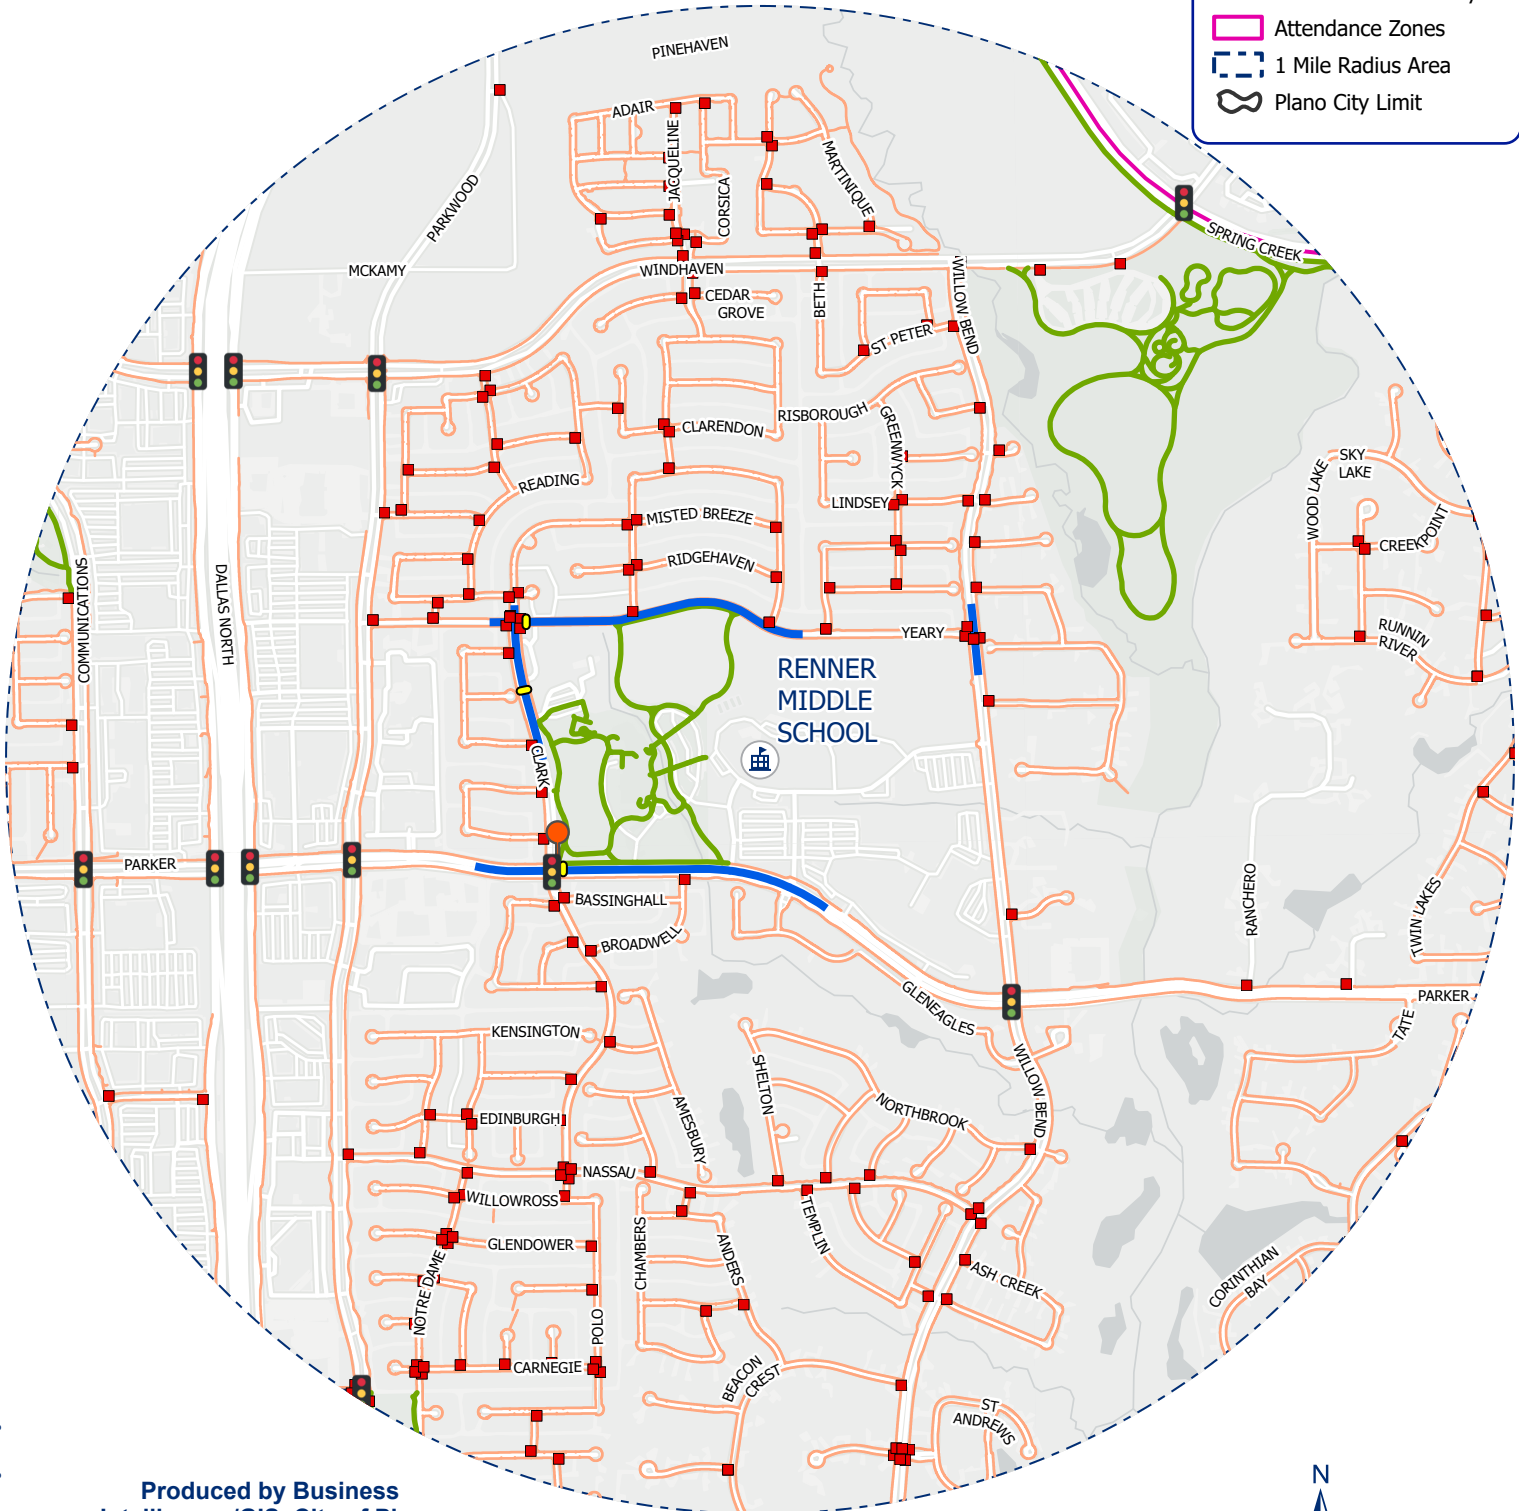 Attendance Zones
1 Mile Radius Area
Plano City Limit
PINEHAVEN
ADAIR
JACQUELINE
CORSICA
MARTINIQUE
PARKWOOD
MCKAMY
WINDHAVEN
SPRING CREEK
WILLOW BEND
CEDAR
GROVE
BETH
ST PETER
RISBOROUGH
GREENWYCK
CLARENDON
READING
LINDSEY
MISTED BREEZE
RIDGEHAVEN
SKY
LAKE
WOOD LAKE
CREEKPOINT
RUNNIN
RIVER
COMMUNICATIONS
DALLAS NORTH
YEARY
RENNER
MIDDLE
SCHOOL
CLARK
PARKER
BASSINGHALL
BROADWELL
RANCHERO
TWIN LAKES
GLENEAGLES
PARKER
TATE
KENSINGTON
SHELTON
WILLOW BEND
AMESBURY
NORTHBROOK
EDINBURGH
NASSAU
WILLOWROSS
CHAMBERS
TEMPLIN
GLENDOWER
ANDERS
NOTRE DAME
ASH CREEK
CORINTHIAN
BAY
POLO
CARNEGIE
BEACON
CREST
ST
ANDREWS
N
Produced by Business